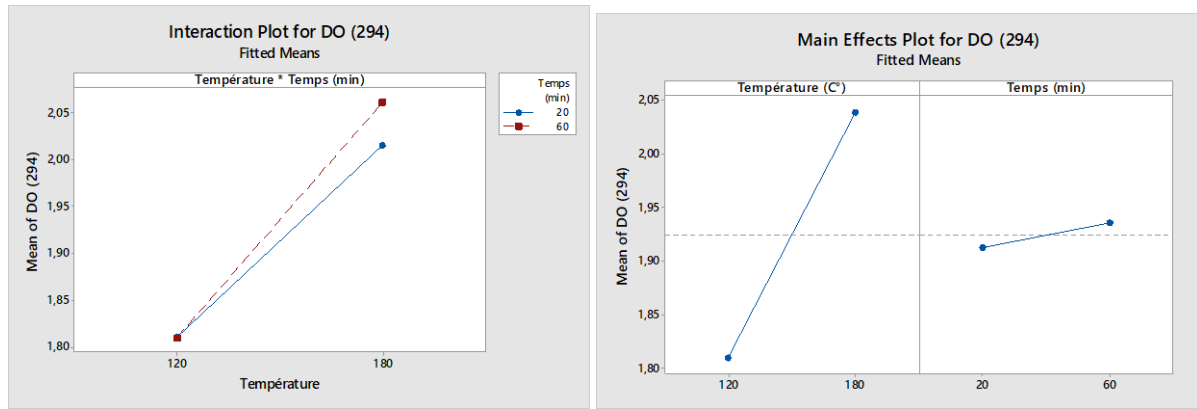 Interaction Plot for DO (294)
Fitted Means
Température * Temps (min)
Temps
(min)
20
60
2,05
2,00
1,95
1,90
1,85
1,80
Mean of DO (294)
120
180
Température
Main Effects Plot for DO (294)
Fitted Means
Température (C°)
Temps (min)
2,05
2,00
1,95
1,90
1,85
1,80
Mean of DO (294)
120
180
20
60